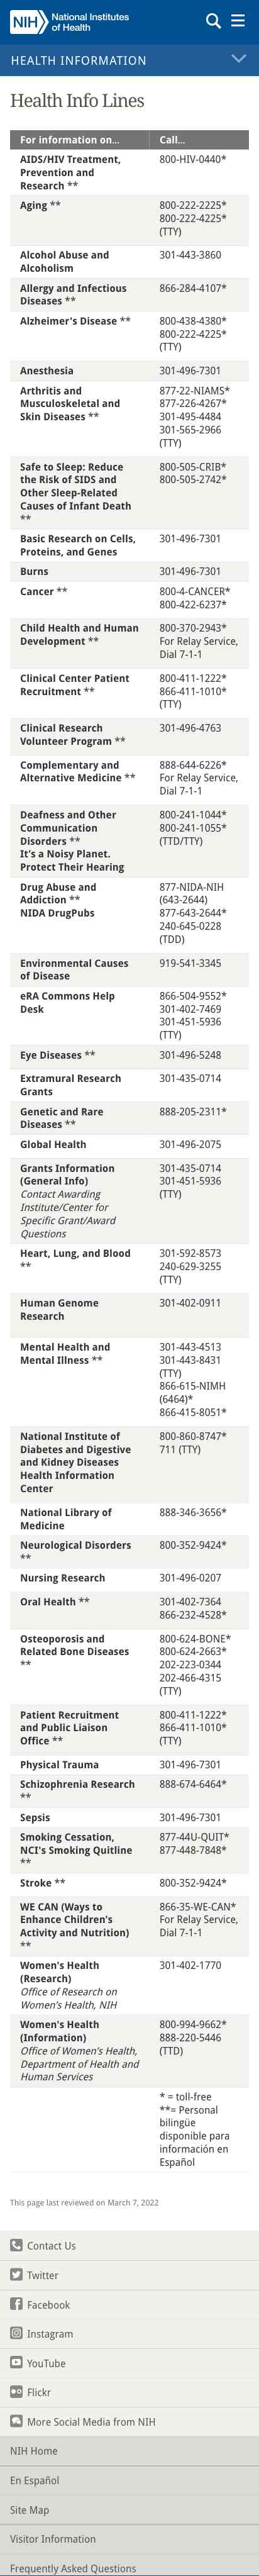 NIH National Institutes
of Health
HEALTH INFORMATION
Health Info Lines
For information on... Call...
AIDS/HIV Treatment, 800-HIV-0440*
Prevention and
Research **
Aging ** 800-222-2225*
800-222-4225*
(TTY)
Alcohol Abuse and 301-443-3860
Alcoholism
Allergy and Infectious 866-284-4107*
Diseases **
Alzheimer's Disease ** 800-438-4380*
800-222-4225*
(TTY)
Anesthesia 301-496-7301
Arthritis and 877-22-NIAMS*
Musculoskeletal and 877-226-4267*
Skin Diseases ** 301-495-4484
301-565-2966
(TTY)
Safe to Sleep: Reduce 800-505-CRIB*
the Risk of SIDS and 800-505-2742*
Other Sleep-Related
Causes of Infant Death
**
Basic Research on Cells, 301-496-7301
Proteins, and Genes
Burns 301-496-7301
Cancer ** 800-4-CANCER*
800-422-6237*
Child Health and Human 800-370-2943*
Development ** For Relay Service,
Dial 7-1-1
Clinical Center Patient 800-411-1222*
Recruitment ** 866-411-1010*
(TTY)
Clinical Research 301-496-4763
Volunteer Program **
Complementary and 888-644-6226*
Alternative Medicine ** For Relay Service,
Dial 7-1-1
Deafness and Other 800-241-1044*
Communication 800-241-1055*
Disorders ** (TTD/TTY)
It’s a Noisy Planet.
Protect Their Hearing
Drug Abuse and 877-NIDA-NIH
Addiction ** (643-2644)
NIDA DrugPubs 877-643-2644*
240-645-0228
(TDD)
Environmental Causes 919-541-3345
of Disease
eRA Commons Help 866-504-9552*
Desk 301-402-7469
301-451-5936
(TTY)
Eye Diseases ** 301-496-5248
Extramural Research 301-435-0714
Grants
Genetic and Rare 888-205-2311*
Diseases **
Global Health 301-496-2075
Grants Information 301-435-0714
(General Info) 301-451-5936
Contact Awarding (TTY)
Institute/Center for
Specific Grant/Award
Questions
Heart, Lung, and Blood 301-592-8573
** 240-629-3255
(TTY)
Human Genome 301-402-0911
Research
Mental Health and 301-443-4513
Mental Illness ** 301-443-8431
(TTY)
866-615-NIMH
(6464)*
866-415-8051*
National Institute of 800-860-8747*
Diabetes and Digestive 711 (TTY)
and Kidney Diseases
Health Information
Center
National Library of 888-346-3656*
Medicine
Neurological Disorders 800-352-9424*
**
Nursing Research 301-496-0207
Oral Health ** 301-402-7364
866-232-4528*
Osteoporosis and 800-624-BONE*
Related Bone Diseases 800-624-2663*
** 202-223-0344
202-466-4315
(TTY)
Patient Recruitment 800-411-1222*
and Public Liaison 866-411-1010*
Office ** (TTY)
Physical Trauma 301-496-7301
Schizophrenia Research 888-674-6464*
**
Sepsis 301-496-7301
Smoking Cessation, 877-44U-QUIT*
NCI's Smoking Quitline 877-448-7848*
**
Stroke ** 800-352-9424*
WE CAN (Ways to 866-35-WE-CAN*
Enhance Children's For Relay Service,
Activity and Nutrition) Dial 7-1-1
**
Women's Health 301-402-1770
(Research)
Office of Research on
Women’s Health, NIH
Women's Health 800-994-9662*
(Information) 888-220-5446
Office of Women’s Health, (TDD)
Department of Health and
Human Services
* = toll-free
**= Personal
bilingüe
disponible para
información en
Español
This page last reviewed on March 7, 2022
Contact Us
Twitter
Facebook
Instagram
YouTube
Flickr
More Social Media from NIH
NIH Home
En Español
Site Map
Visitor Information
Frequently Asked Questions